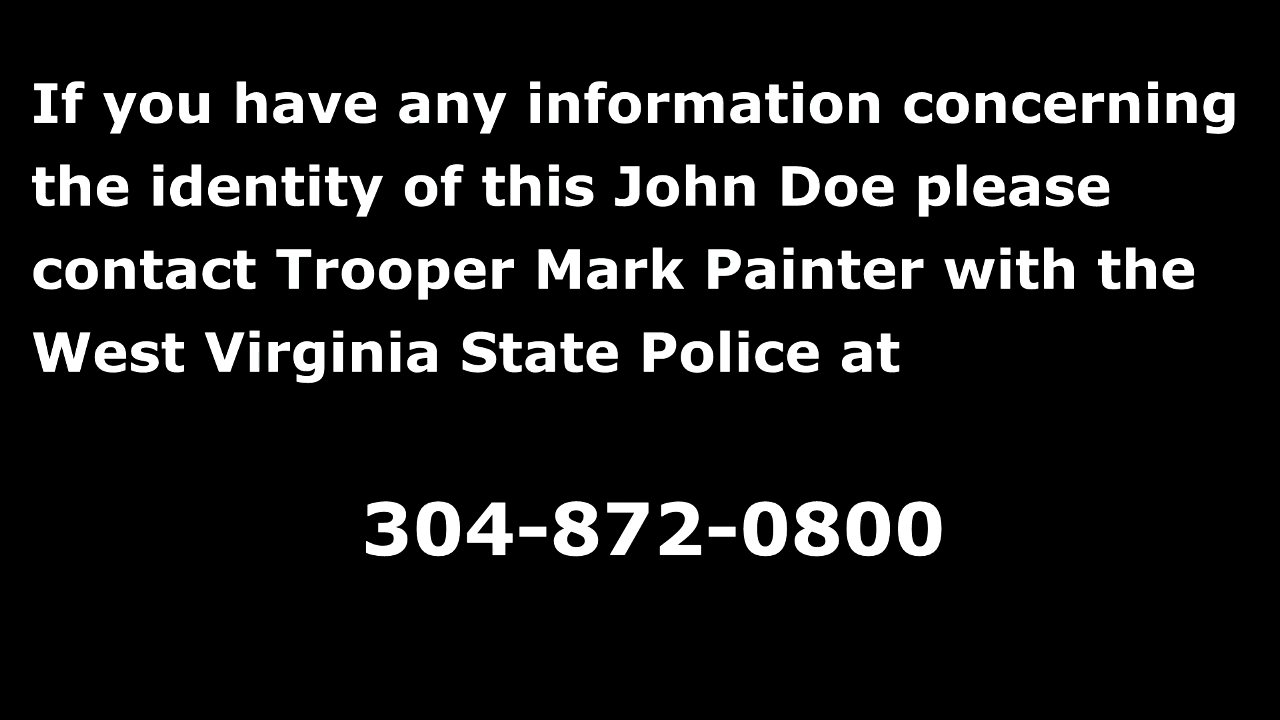 If you have any information concerning
the identity of this John Doe please
contact Trooper Mark Painter with the
West Virginia State Police at
304-872-0800